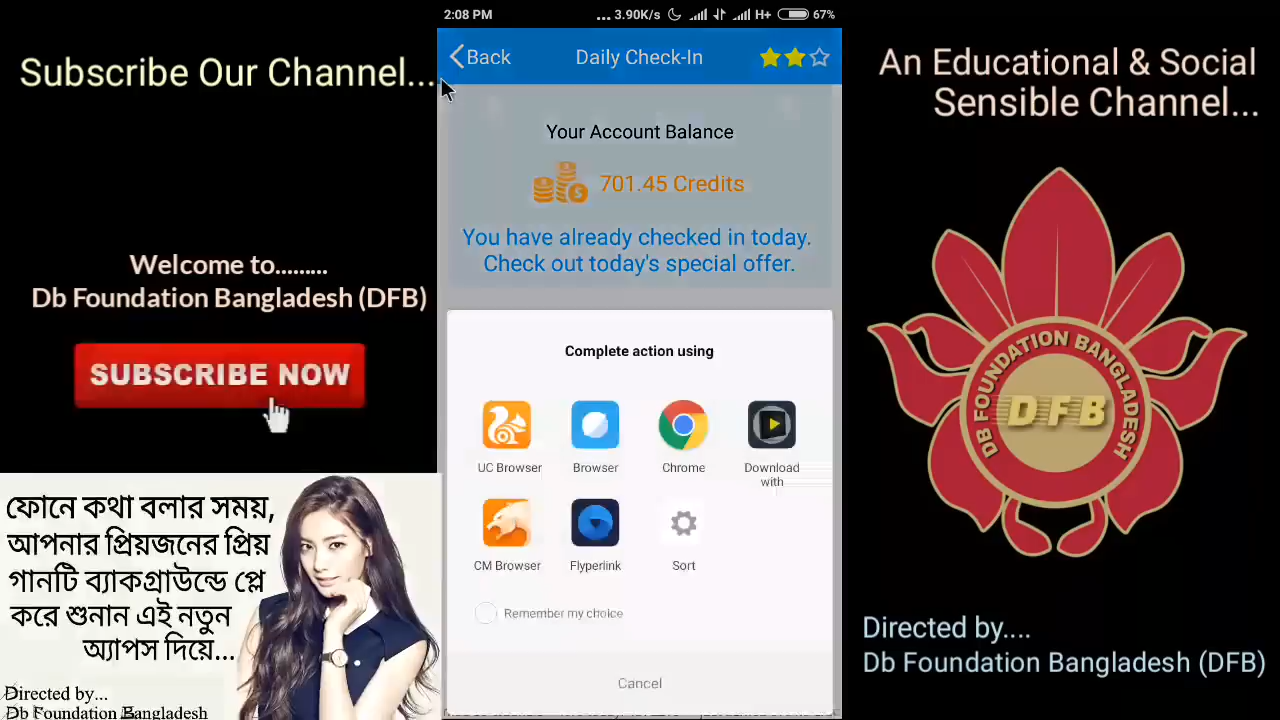 Subscribe Our Channel...
Welcome to.........
Db Foundation Bangladesh (DFB)
SUBSCRIBE NOW
ফোনে কথা বলার সময়,
আপনার প্রিয়জনের প্রিয়
গানটি ব্যাকগ্রাউন্ডে প্লে
করে শুনান এই নতুন
অ্যাপস দিয়ে...
Directed by...
Db Foundation Bangladesh
2:08 PM
... 3.90K/s
H+
67%
Back
Daily Check-In
Your Account Balance
701.45 Credits
You have already checked in today.
Check out today's special offer.
Complete action using
UC Browser
Browser
Chrome
Download
with
CM Browser
Flyperlink
Sort
Remember my choice
Cancel
An Educational & Social
Sensible Channel...
DB FOUNDATION BANGLADESH
DFB
Directed by....
Db Foundation Bangladesh (DFB)